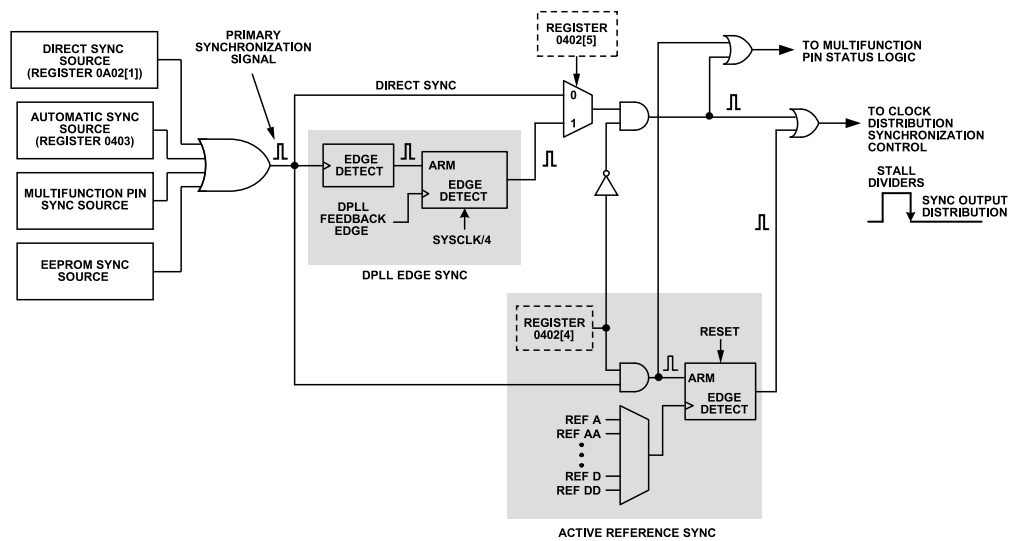 DIRECT SYNC
SOURCE
(REGISTER 0A02[1])
AUTOMATIC SYNC
SOURCE
(REGISTER 0403)
MULTIFUNCTION PIN
SYNC SOURCE
EEPROM SYNC
SOURCE
PRIMARY
SYNCHRONIZATION
SIGNAL
DIRECT SYNC
EDGE
DETECT
ARM
EDGE
DETECT
DPLL
FEEDBACK
EDGE
SYSCLK/4
DPLL EDGE SYNC
REGISTER
0402[5]
0
1
TO MULTIFUNCTION
PIN STATUS LOGIC
TO CLOCK
DISTRIBUTION
SYNCHRONIZATION
CONTROL
STALL
DIVIDERS
SYNC OUTPUT
DISTRIBUTION
REGISTER
0402[4]
RESET
ARM
EDGE
DETECT
REF A
REF AA
REF D
REF DD
ACTIVE REFERENCE SYNC